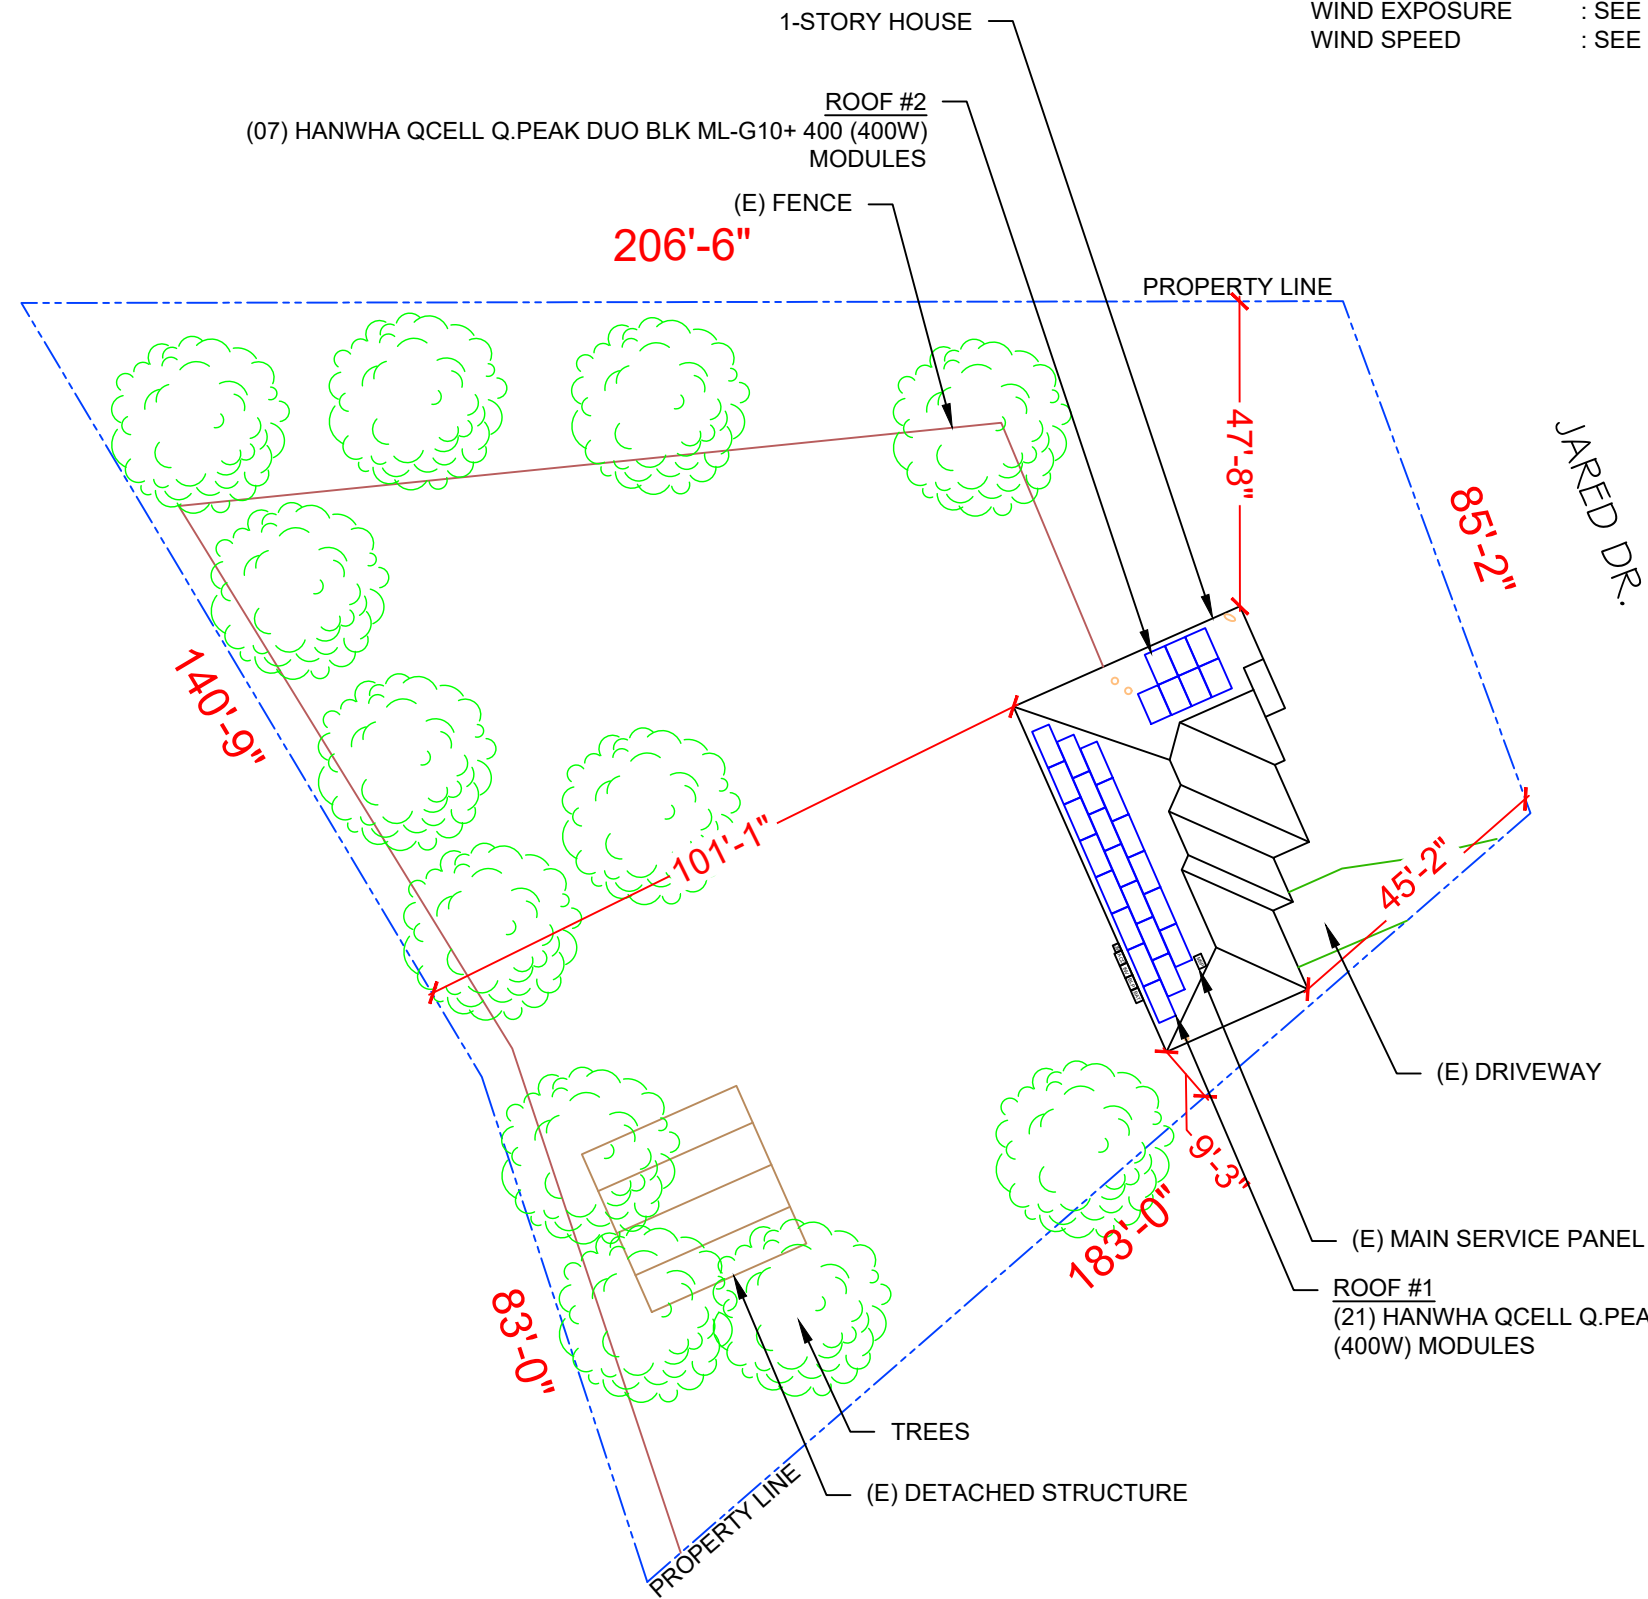 WIND EXPOSURE : SEE
WIND SPEED : SEE
1-STORY HOUSE
ROOF #2
(07) HANWHA QCELL Q.PEAK DUO BLK ML-G10+ 400 (400W)
MODULES
(E) FENCE
206'-6"
PROPERTY LINE
47'-8"
JARED DR.
85'-2"
140'-9"
101'-1"
45'-2"
(E) DRIVEWAY
9'-3"
183'-0"
(E) MAIN SERVICE PANEL
ROOF #1
(21) HANWHA QCELL Q.PEA
(400W) MODULES
83'-0"
TREES
(E) DETACHED STRUCTURE
PROPERTY LINE